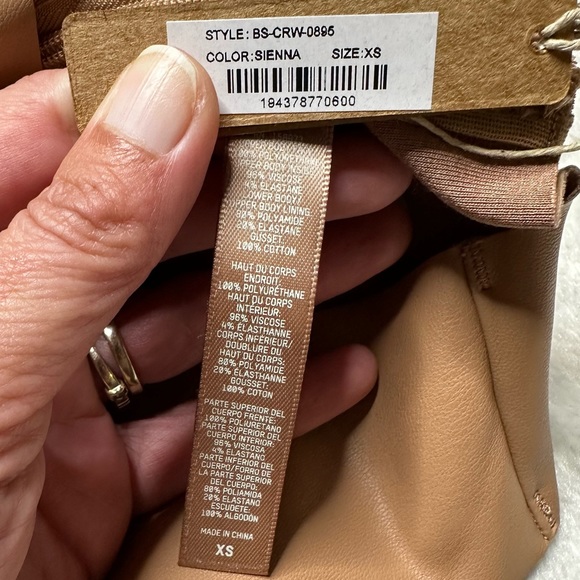 STYLE: BS-CRW-0895
COLOR:SIENNA SIZE:XS
194378770600
96% VISCOSE
4% ELASTANE
80% POLYAMIDE
20% ELASTANE
GUSSET:
100% COTTON
HAUT DU CORPS
ENDROIT:
100% POLYURÉTHANE
HAUT DU CORPS
INTÉRIEUR:
96% VISCOSE
4% ÉLASTHANNE
CORPS INFÉRIEUR/
DOUBLURE DU
HAUT DU CORPS:
80% POLYAMIDE
20% ÉLASTHANNE
GOUSSET:
100% COTON
PARTE SUPERIOR DEL
CUERPO FRENTE:
100% POLIURETANO
PARTE SUPERIOR DEL
CUERPO INTERIOR:
96% VISCOSA
4% ELASTANO
PARTE INFERIOR DEL
CUERPO/FORRO DE
LA PARTE SUPERIOR
DEL CUERPO:
80% POLIAMIDA
20% ELASTANO
ESCUDETE:
100% ALGODÓN
MADE IN CHINA
XS